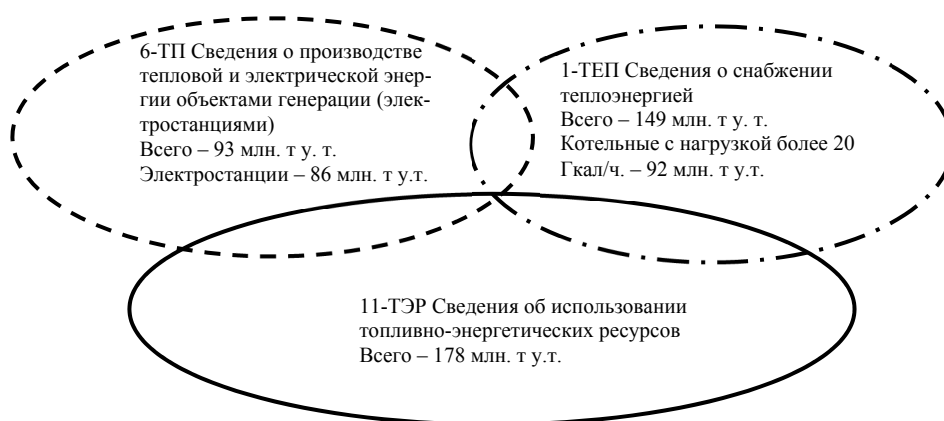 6-ТП Сведения о производстве
тепловой и электрической энер-
гии объектами генерации (элек-
тростанциями)
Всего – 93 млн. т у. т.
Электростанции – 86 млн. т у.т.
1-ТЕП Сведения о снабжении
теплоэнергией
Всего – 149 млн. т у. т.
Котельные с нагрузкой более 20
Гкал/ч. – 92 млн. т у.т.
11-ТЭР Сведения об использовании
топливно-энергетических ресурсов
Всего – 178 млн. т у.т.